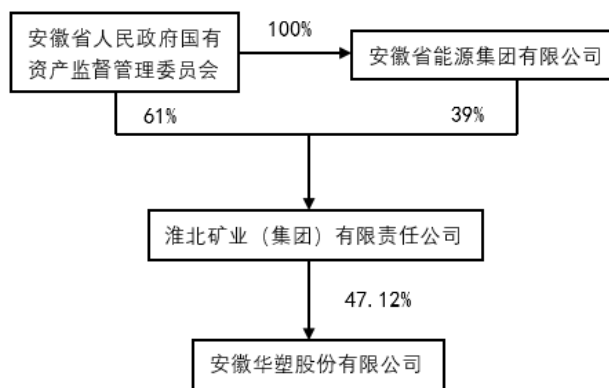 安徽省人民政府国有
资产监督管理委员会
100%
安徽省能源集团有限公司
61%
39%
淮北矿业（集团）有限责任公司
47.12%
安徽华塑股份有限公司